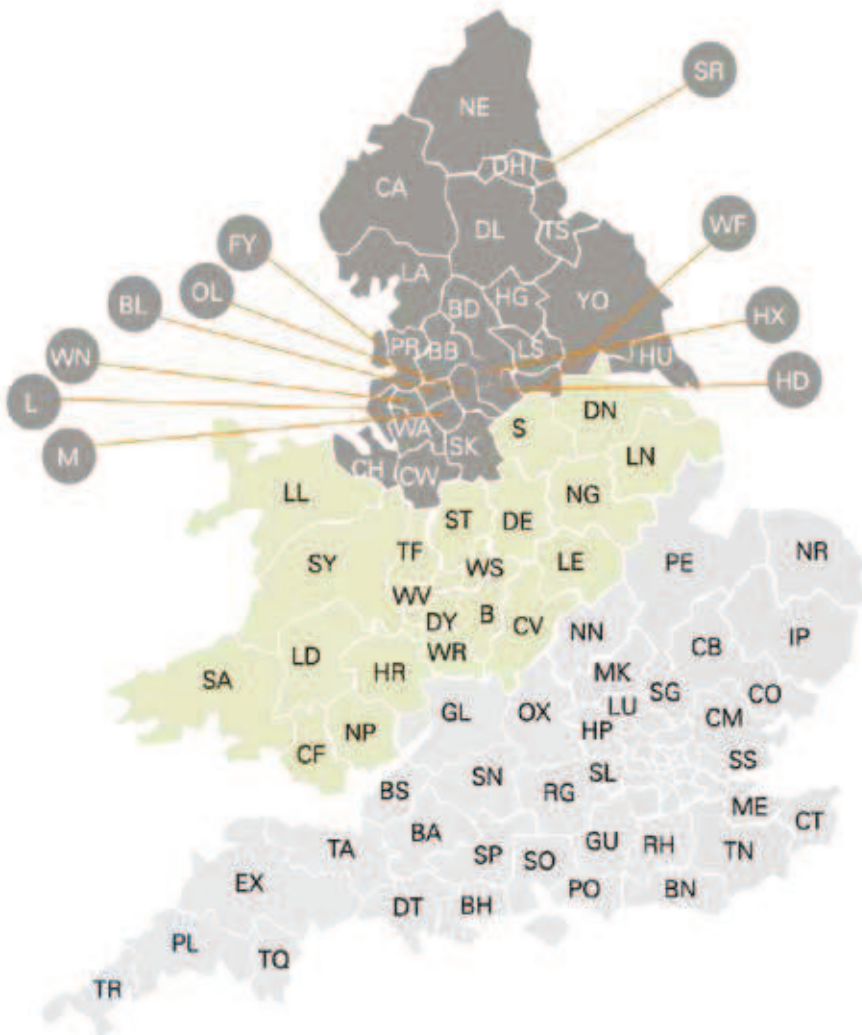 SR
NE
DH
CA
WF
DL
TS
FY
OL
LA
HG
YO
BL
BD
HX
PR
BB
LS
HU
WN
HD
L
WA
DN
M
SK
S
CH
CW
LN
LL
ST
DE
NG
TF
NR
SY
WS
LE
PE
WV
DY
B
CV
NN
IP
WR
CB
LD
SA
HR
MK
SG
CO
LU
GL
OX
CM
NP
HP
CF
SS
SN
SL
BS
RG
ME
CT
BA
TA
GU
RH
TN
SP
SO
EX
PO
BN
DT
BH
PL
TQ
TR